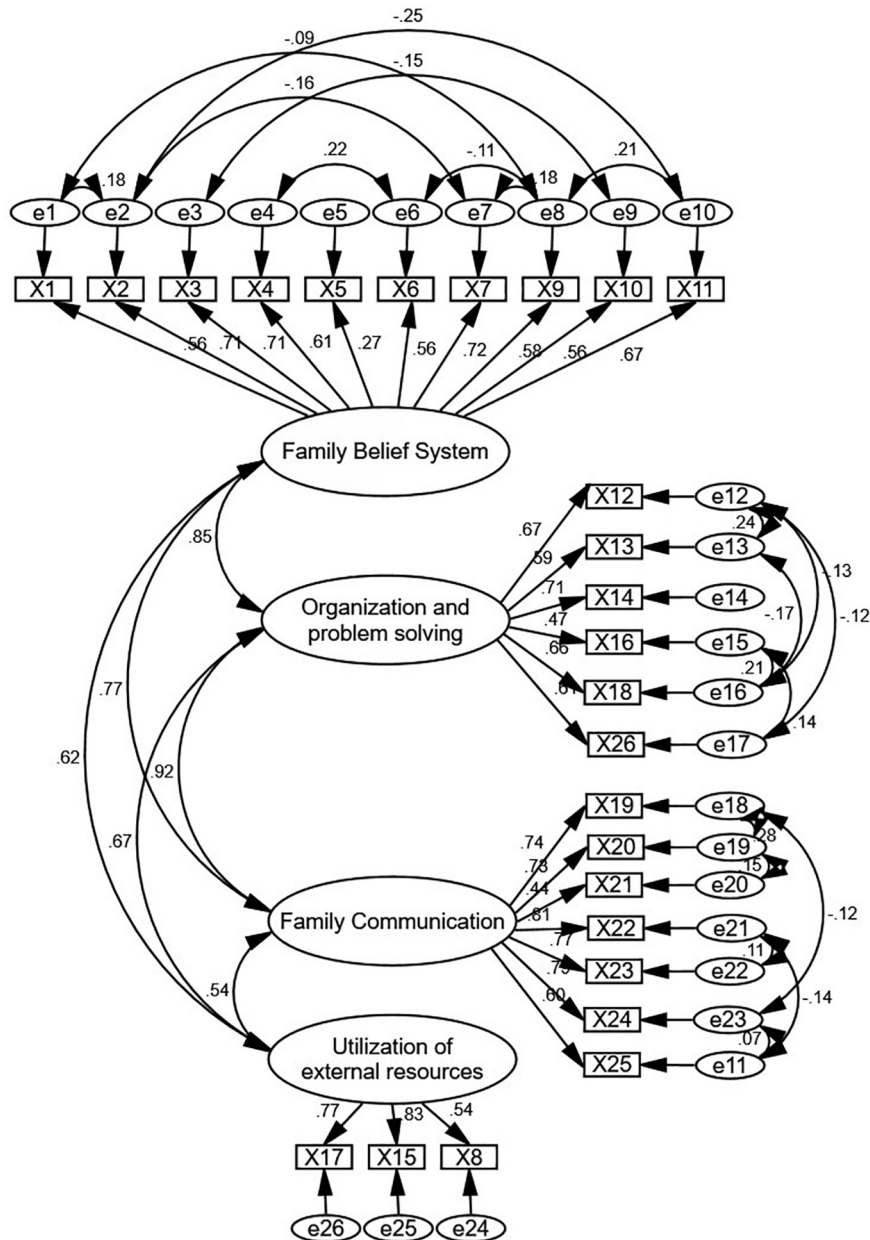 -.25
-.09
-.15
-.16
.22
-.11
.21
.18
.18
e1 e2 e3 e4 e5 e6 e7 e8 e9 e10
X1 X2 X3 X4 X5 X6 X7 X9 X10 X11
.56 .71 .71 .61 .27 .56 .72 .58 .56 .67
Family Belief System
.85
Organization and
problem solving
.67
.59
.71
.47
.66
X12 e12
X13 e13
X14 e14
X16 e15
X18 e16
X26 e17
.24
-.13
-.17
-.12
.21
.14
.77
.62
.92
.67
Family Communication
.74
.73
.44
.81
.77
.60
X19 e18
X20 e19
X21 e20
X22 e21
X23 e22
X24 e23
X25 e11
.28
.15
-.12
.11
-.14
.07
.54
Utilization of
external resources
.77 .83 .54
X17 X15 X8
e26 e25 e24